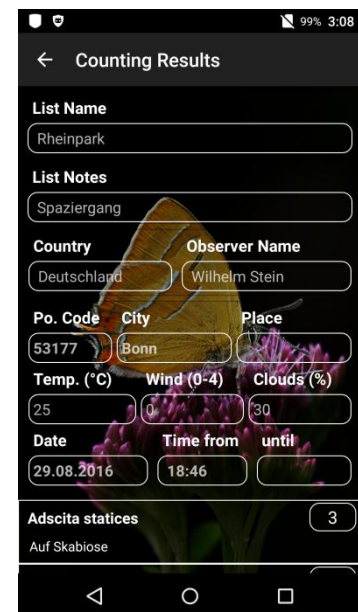 99% 3:08
Counting Results
List Name
Rheinpark
List Notes
Spaziergang
Country Observer Name
Deutschland Wilhelm Stein
Po. Code City Place
53177 Bonn
Temp. (°C) Wind (0-4) Clouds (%)
25 0 30
Date Time from until
29.08.2016 18:46
Adscita statices 3
Auf Skabiose